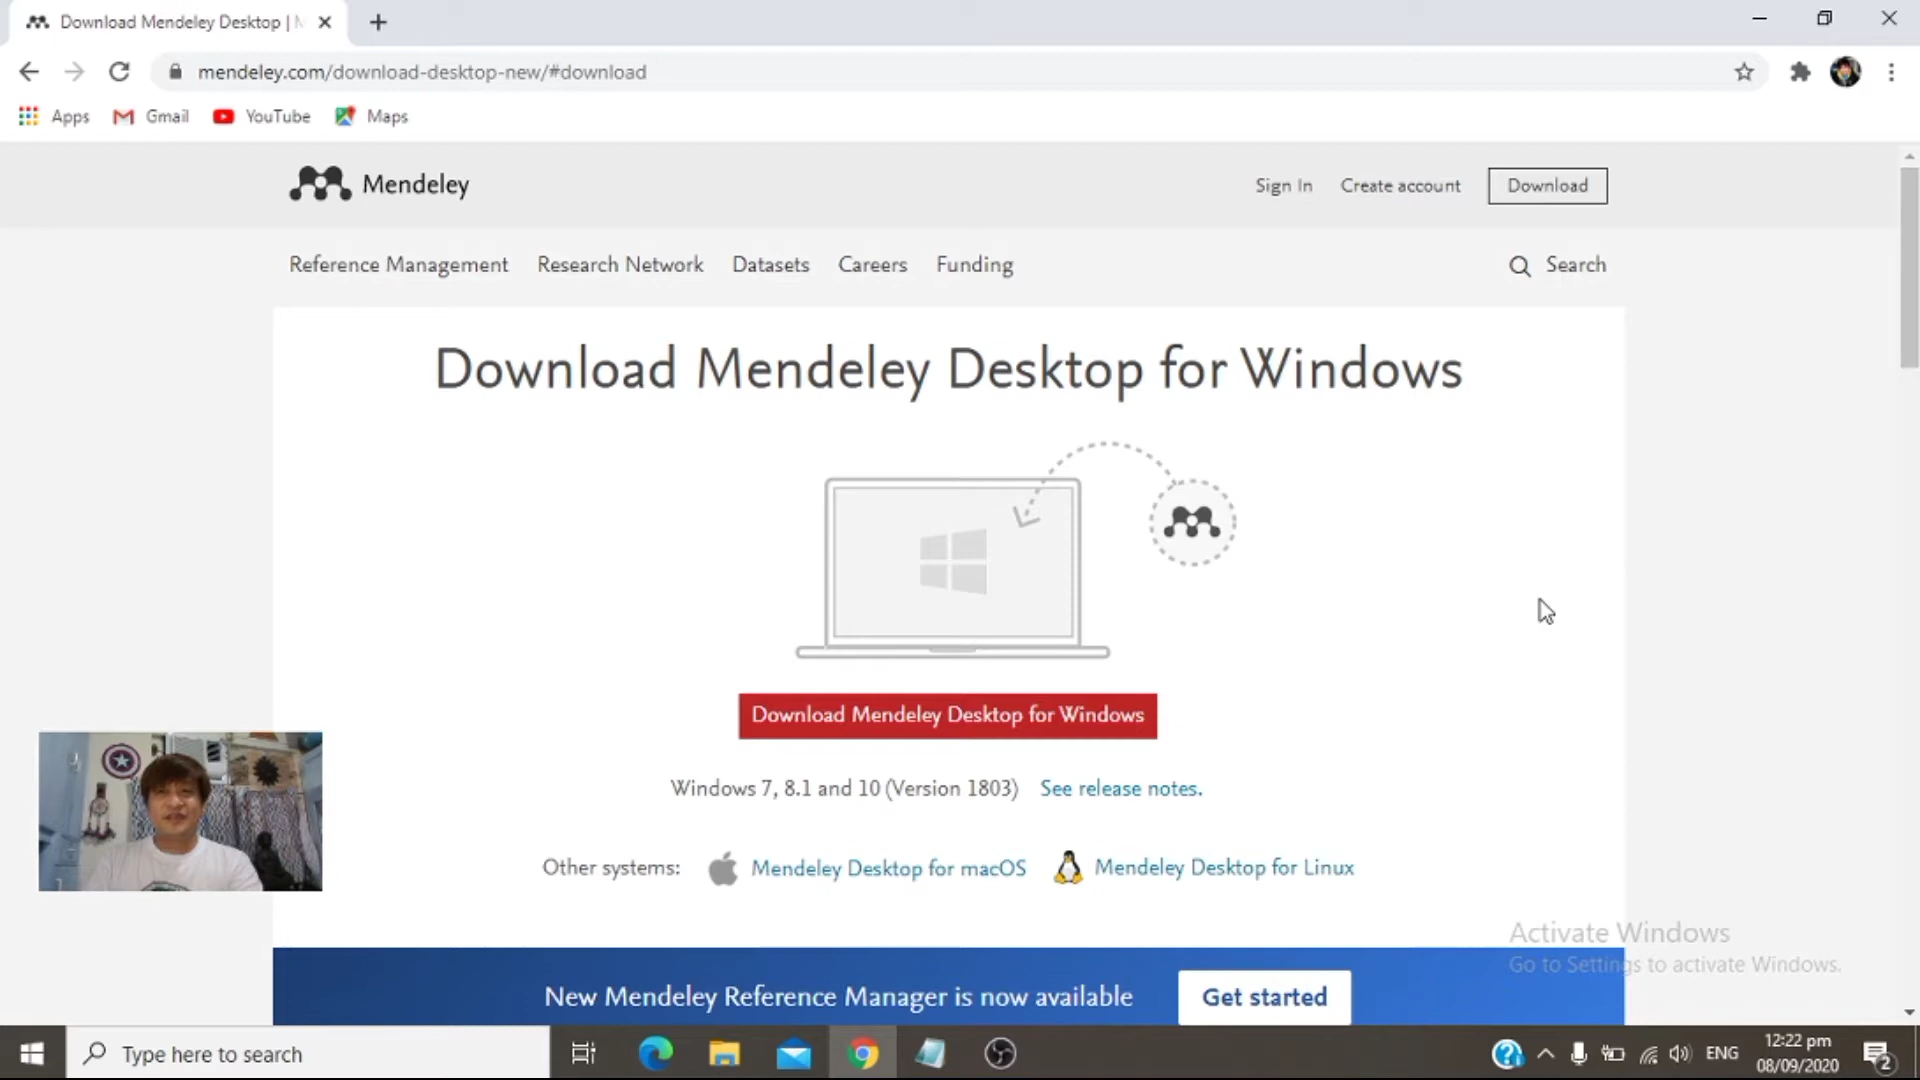 Download Mendeley Desktop |
mendeley.com/download-desktop-new/#download
Apps Gmail YouTube Maps
Mendeley
Sign In Create account Download
Reference Management Research Network Datasets Careers Funding Search
Download Mendeley Desktop for Windows
Download Mendeley Desktop for Windows
Windows 7, 8.1 and 10 (Version 1803) See release notes.
Other systems: Mendeley Desktop for macOS Mendeley Desktop for Linux
Activate Windows
Go to Settings to activate Windows.
New Mendeley Reference Manager is now available Get started
Type here to search
ENG
12:22 pm
08/09/2020
2